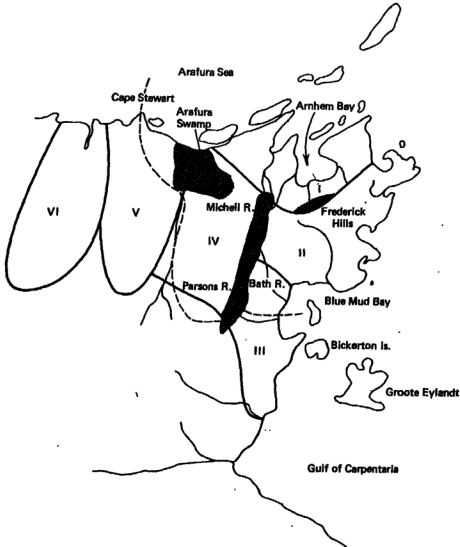 Arafura Sea
Cape Stewart
Arafura
Swamp
Arnhem Bay
I
Michell R.
Frederick
Hills
VI
V
IV
II
Parsons R.
Bath R.
Blue Mud Bay
III
Bickerton Is.
Groote Eylandt
Gulf of Carpentaria